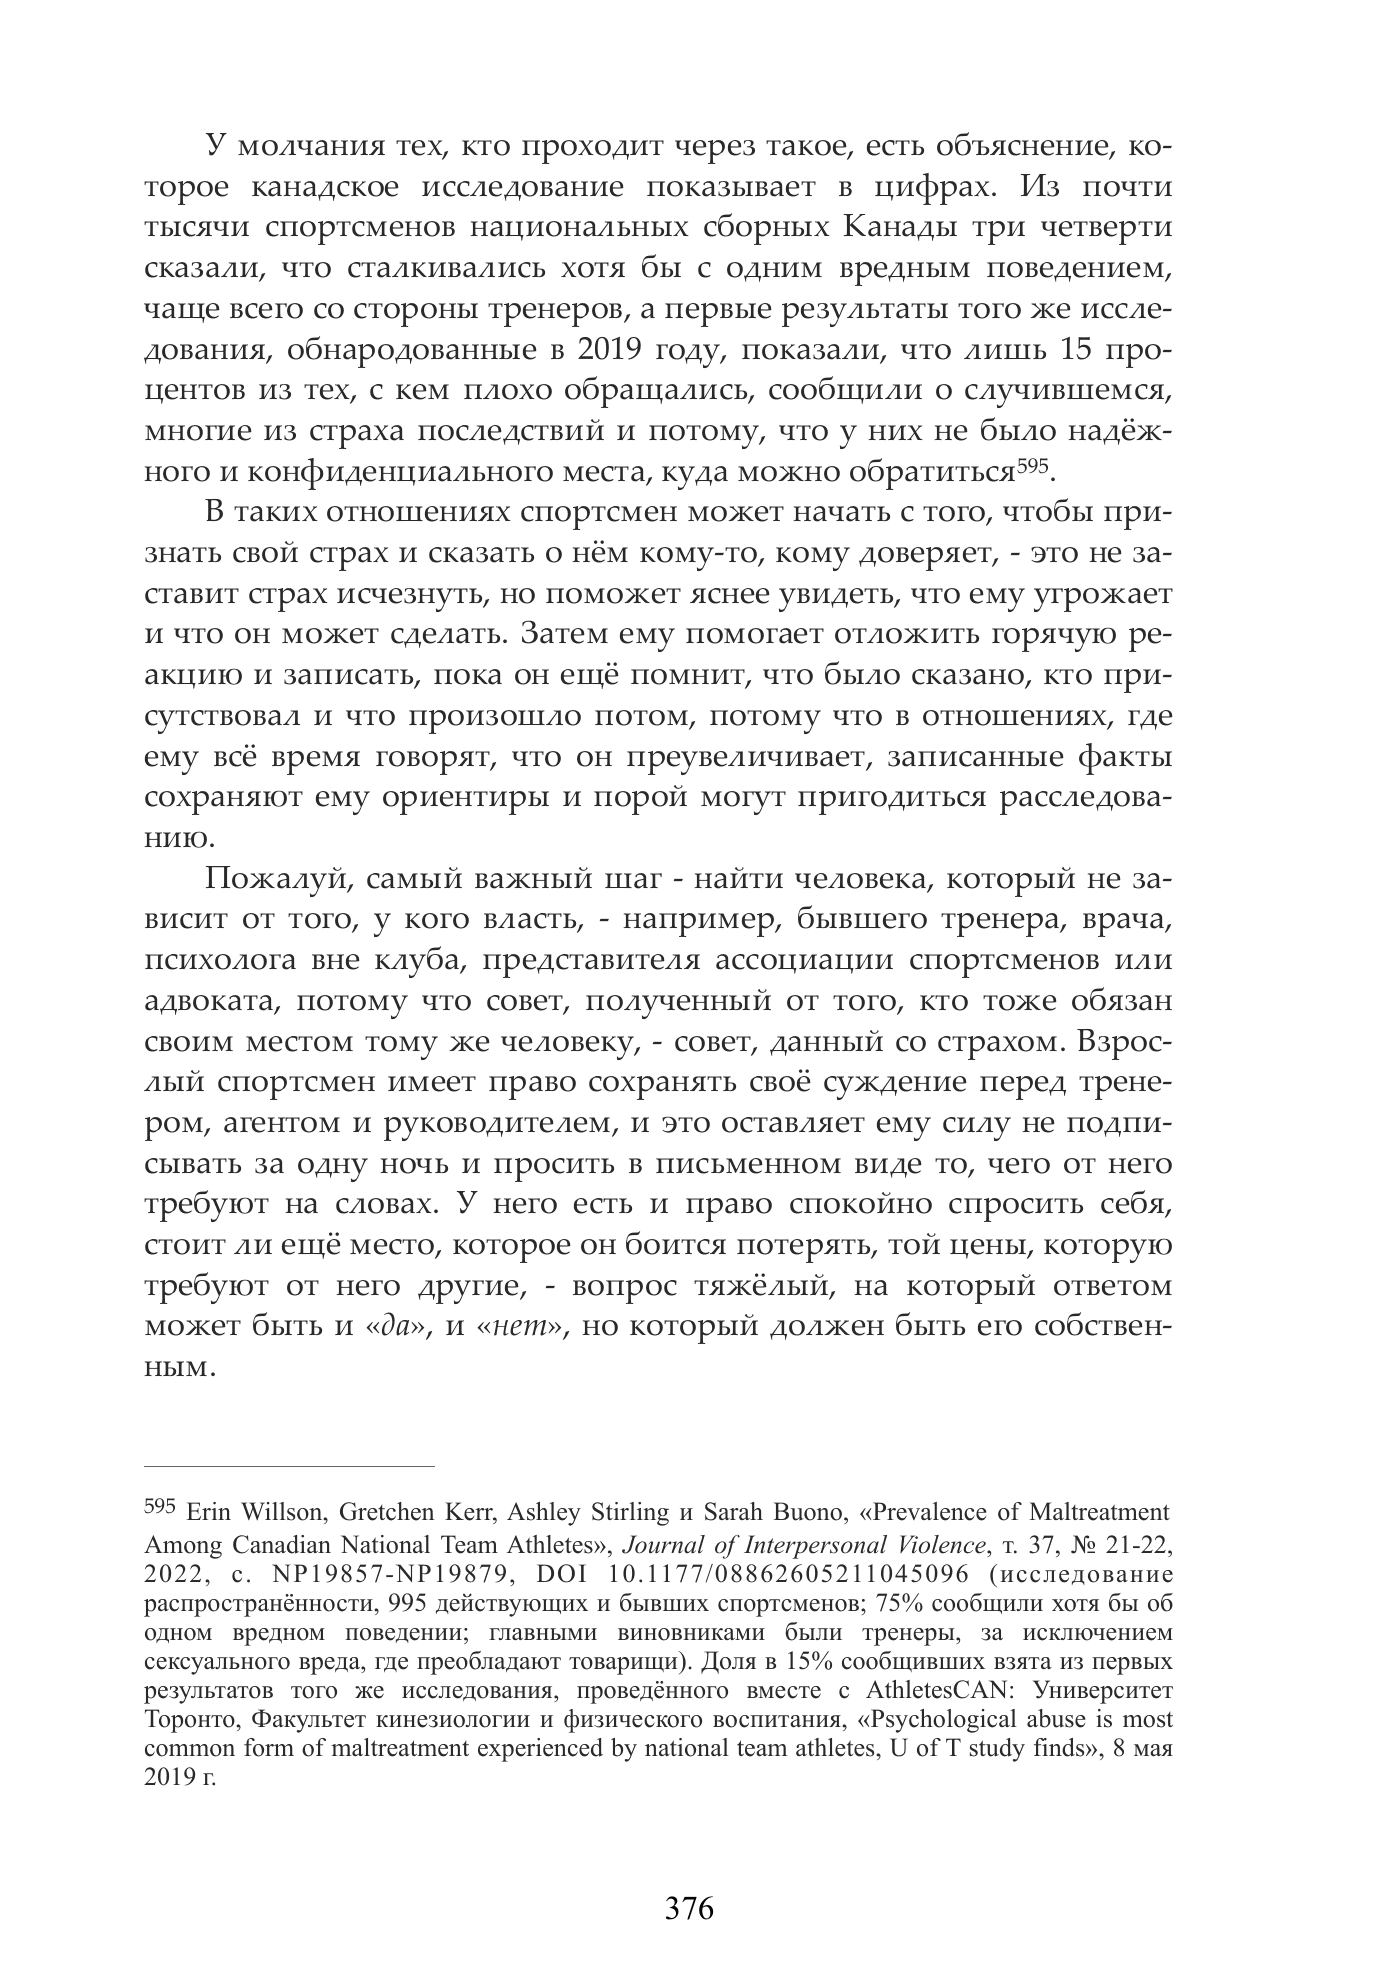 У молчания тех, кто проходит через такое, есть объяснение, ко-
торое канадское исследование показывает в цифрах. Из почти
тысячи спортсменов национальных сборных Канады три четверти
сказали, что сталкивались хотя бы с одним вредным поведением,
чаще всего со стороны тренеров, а первые результаты того же иссле-
дования, обнародованные в 2019 году, показали, что лишь 15 про-
центов из тех, с кем плохо обращались, сообщили о случившемся,
многие из страха последствий и потому, что у них не было надёж-
ного и конфиденциального места, куда можно обратиться595.
В таких отношениях спортсмен может начать с того, чтобы при-
знать свой страх и сказать о нём кому-то, кому доверяет, - это не за-
ставит страх исчезнуть, но поможет яснее увидеть, что ему угрожает
и что он может сделать. Затем ему помогает отложить горячую ре-
акцию и записать, пока он ещё помнит, что было сказано, кто при-
сутствовал и что произошло потом, потому что в отношениях, где
ему всё время говорят, что он преувеличивает, записанные факты
сохраняют ему ориентиры и порой могут пригодиться расследова-
нию.
Пожалуй, самый важный шаг - найти человека, который не за-
висит от того, у кого власть, - например, бывшего тренера, врача,
психолога вне клуба, представителя ассоциации спортсменов или
адвоката, потому что совет, полученный от того, кто тоже обязан
своим местом тому же человеку, - совет, данный со страхом. Взрос-
лый спортсмен имеет право сохранять своё суждение перед трене-
ром, агентом и руководителем, и это оставляет ему силу не подпи-
сывать за одну ночь и просить в письменном виде то, чего от него
требуют на словах. У него есть и право спокойно спросить себя,
стоит ли ещё место, которое он боится потерять, той цены, которую
требуют от него другие, - вопрос тяжёлый, на который ответом
может быть и «да», и «нет», но который должен быть его собствен-
ным.
595 Erin Willson, Gretchen Kerr, Ashley Stirling и Sarah Buono, «Prevalence of Maltreatment
Among Canadian National Team Athletes», Journal of Interpersonal Violence, т. 37, № 21-22,
2022, с. NP19857-NP19879, DOI 10.1177/08862605211045096 (исследование
распространённости, 995 действующих и бывших спортсменов; 75% сообщили хотя бы об
одном вредном поведении; главными виновниками были тренеры, за исключением
сексуального вреда, где преобладают товарищи). Доля в 15% сообщивших взята из первых
результатов того же исследования, проведённого вместе с AthletesCAN: Университет
Торонто, Факультет кинезиологии и физического воспитания, «Psychological abuse is most
common form of maltreatment experienced by national team athletes, U of T study finds», 8 мая
2019 г.
376